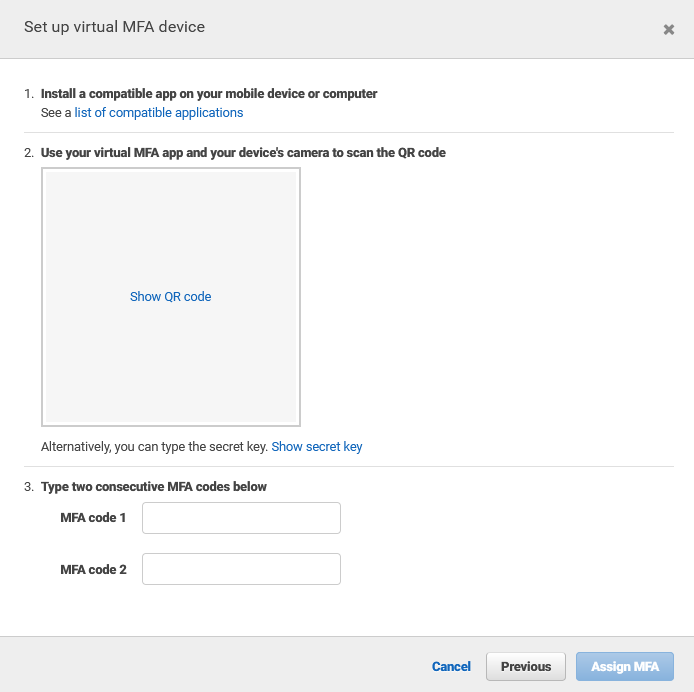 Set up virtual MFA device
1. Install a compatible app on your mobile device or computer
See a list of compatible applications
2. Use your virtual MFA app and your device's camera to scan the QR code
Show QR code
Alternatively, you can type the secret key. Show secret key
3. Type two consecutive MFA codes below
MFA code 1
MFA code 2
Cancel Previous Assign MFA